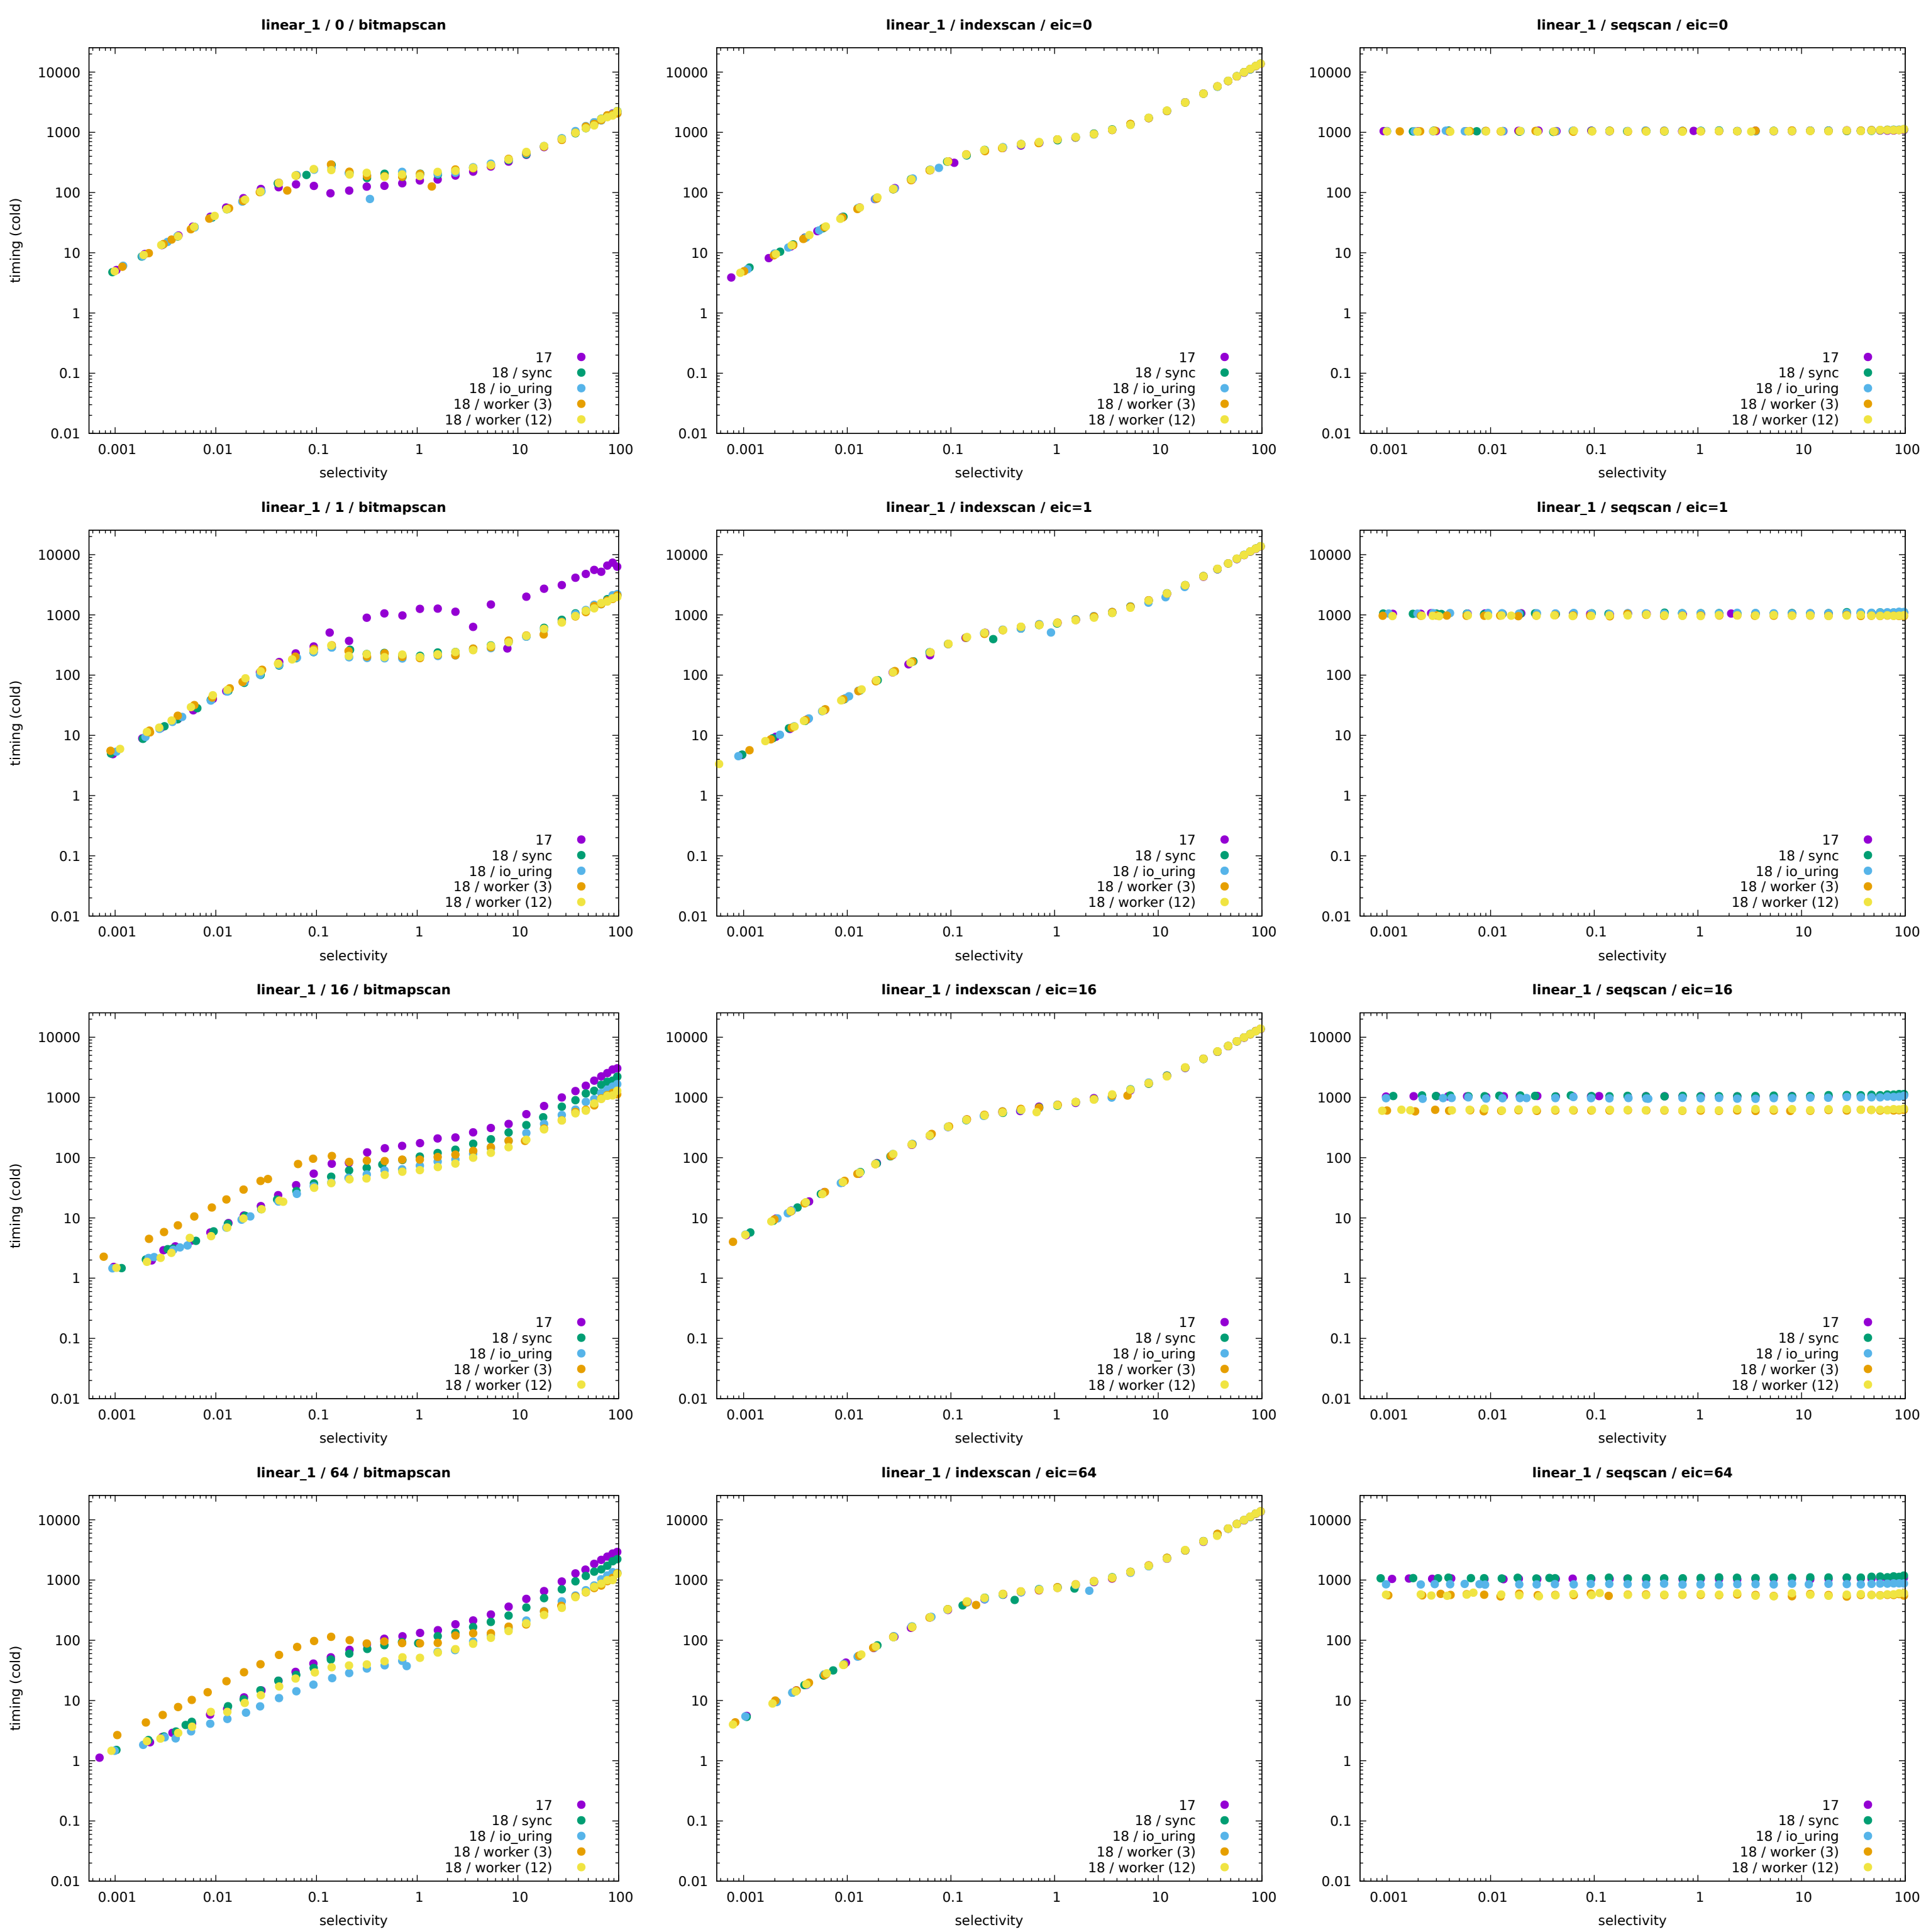 linear_1 / 0 / bitmapscan
timing (cold)
10000
1000
100
10
1
0.1
0.01
17
18 / sync
18 / io_uring
18 / worker (3)
18 / worker (12)
0.001 0.01 0.1 1 10 100
selectivity
linear_1 / indexscan / eic=0
10000
1000
100
10
1
0.1
0.01
17
18 / sync
18 / io_uring
18 / worker (3)
18 / worker (12)
0.001 0.01 0.1 1 10 100
selectivity
linear_1 / seqscan / eic=0
10000
1000
100
10
1
0.1
0.01
17
18 / sync
18 / io_uring
18 / worker (3)
18 / worker (12)
0.001 0.01 0.1 1 10 100
selectivity
linear_1 / 1 / bitmapscan
timing (cold)
10000
1000
100
10
1
0.1
0.01
17
18 / sync
18 / io_uring
18 / worker (3)
18 / worker (12)
0.001 0.01 0.1 1 10 100
selectivity
linear_1 / indexscan / eic=1
10000
1000
100
10
1
0.1
0.01
17
18 / sync
18 / io_uring
18 / worker (3)
18 / worker (12)
0.001 0.01 0.1 1 10 100
selectivity
linear_1 / seqscan / eic=1
10000
1000
100
10
1
0.1
0.01
17
18 / sync
18 / io_uring
18 / worker (3)
18 / worker (12)
0.001 0.01 0.1 1 10 100
selectivity
linear_1 / 16 / bitmapscan
timing (cold)
10000
1000
100
10
1
0.1
0.01
17
18 / sync
18 / io_uring
18 / worker (3)
18 / worker (12)
0.001 0.01 0.1 1 10 100
selectivity
linear_1 / indexscan / eic=16
10000
1000
100
10
1
0.1
0.01
17
18 / sync
18 / io_uring
18 / worker (3)
18 / worker (12)
0.001 0.01 0.1 1 10 100
selectivity
linear_1 / seqscan / eic=16
10000
1000
100
10
1
0.1
0.01
17
18 / sync
18 / io_uring
18 / worker (3)
18 / worker (12)
0.001 0.01 0.1 1 10 100
selectivity
linear_1 / 64 / bitmapscan
timing (cold)
10000
1000
100
10
1
0.1
0.01
17
18 / sync
18 / io_uring
18 / worker (3)
18 / worker (12)
0.001 0.01 0.1 1 10 100
selectivity
linear_1 / indexscan / eic=64
10000
1000
100
10
1
0.1
0.01
17
18 / sync
18 / io_uring
18 / worker (3)
18 / worker (12)
0.001 0.01 0.1 1 10 100
selectivity
linear_1 / seqscan / eic=64
10000
1000
100
10
1
0.1
0.01
17
18 / sync
18 / io_uring
18 / worker (3)
18 / worker (12)
0.001 0.01 0.1 1 10 100
selectivity